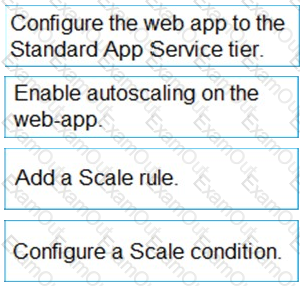 Configure the web app to the
Standard App Service tier.
Enable autoscaling on the
web-app.
Add a Scale rule.
Configure a Scale condition.